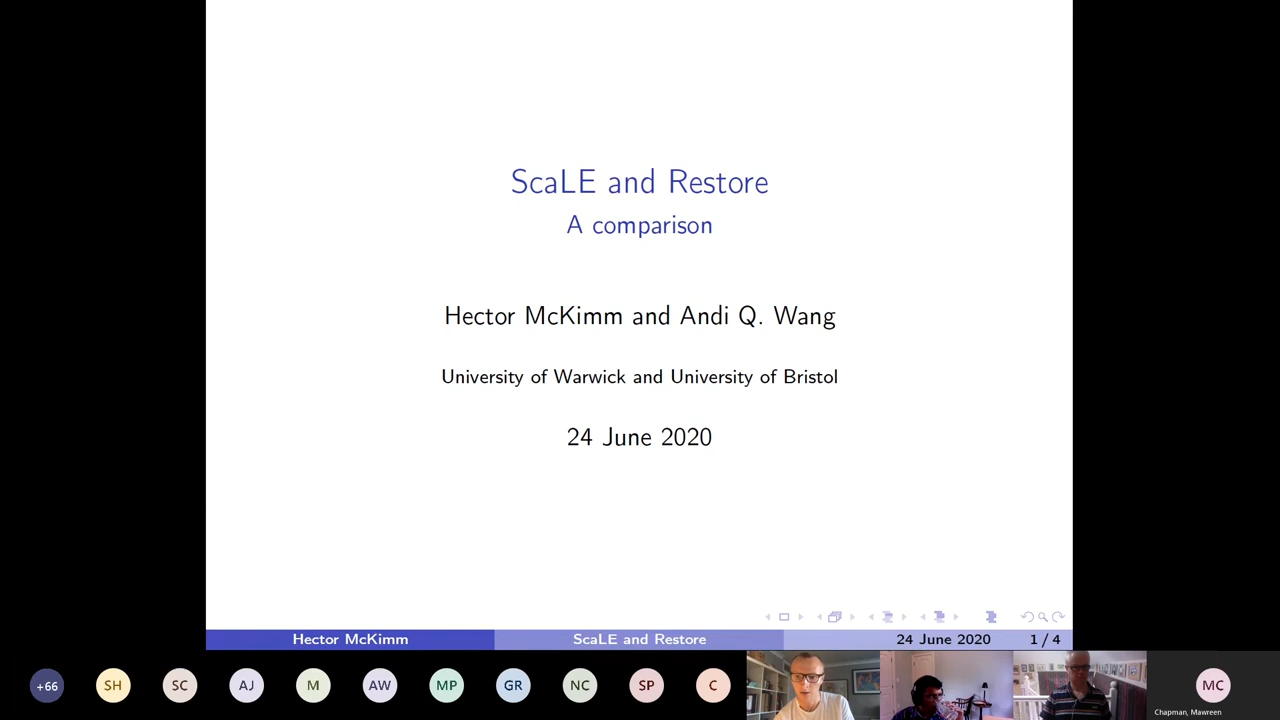 ScaLE and Restore
A comparison
Hector McKimm and Andi Q. Wang
University of Warwick and University of Bristol
24 June 2020
Hector McKimm
ScaLE and Restore
24 June 2020
1 / 4
+66
SH
SC
AJ
M
AW
MP
GR
NC
SP
C
MC
Chapman, Mawreen